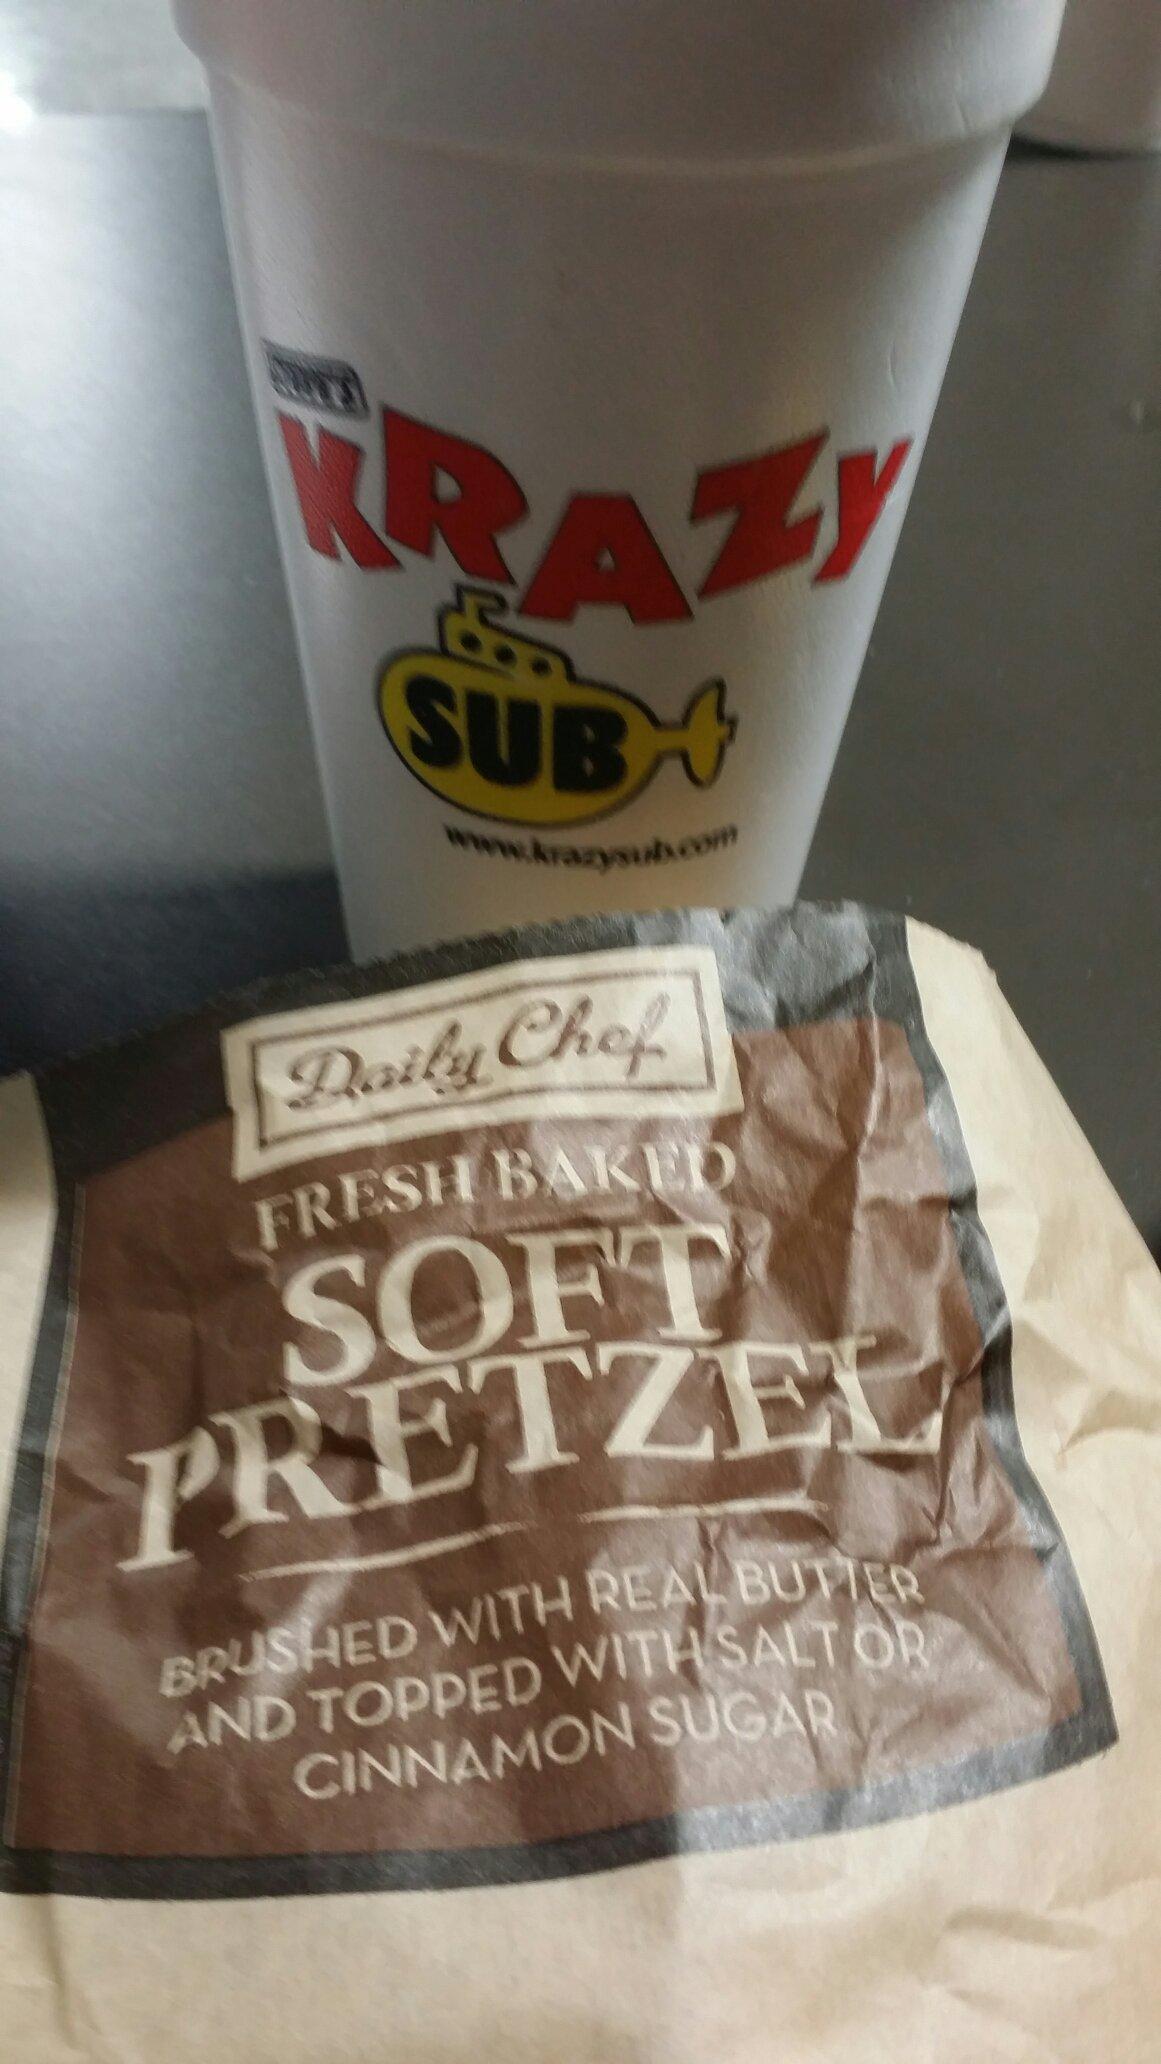 KRAZY
SUB
www.krazysub.com
Daily Chef
FRESH BAKED
SOFT
PRETZEL
BRUSHED WITH REAL BUTTER
AND TOPPED WITH SALT OR
CINNAMON SUGAR